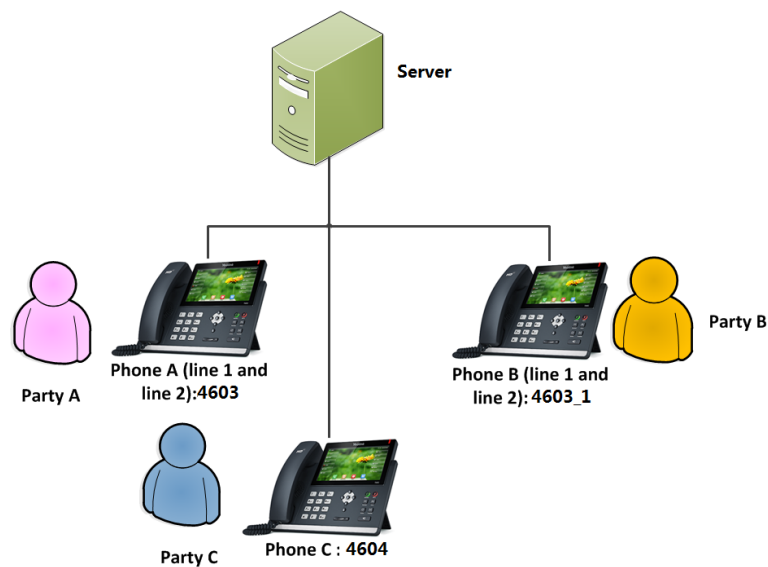 Server
Party A
Phone A (line 1 and
line 2):4603
Phone B (line 1 and
line 2): 4603_1
Party B
Party C
Phone C : 4604